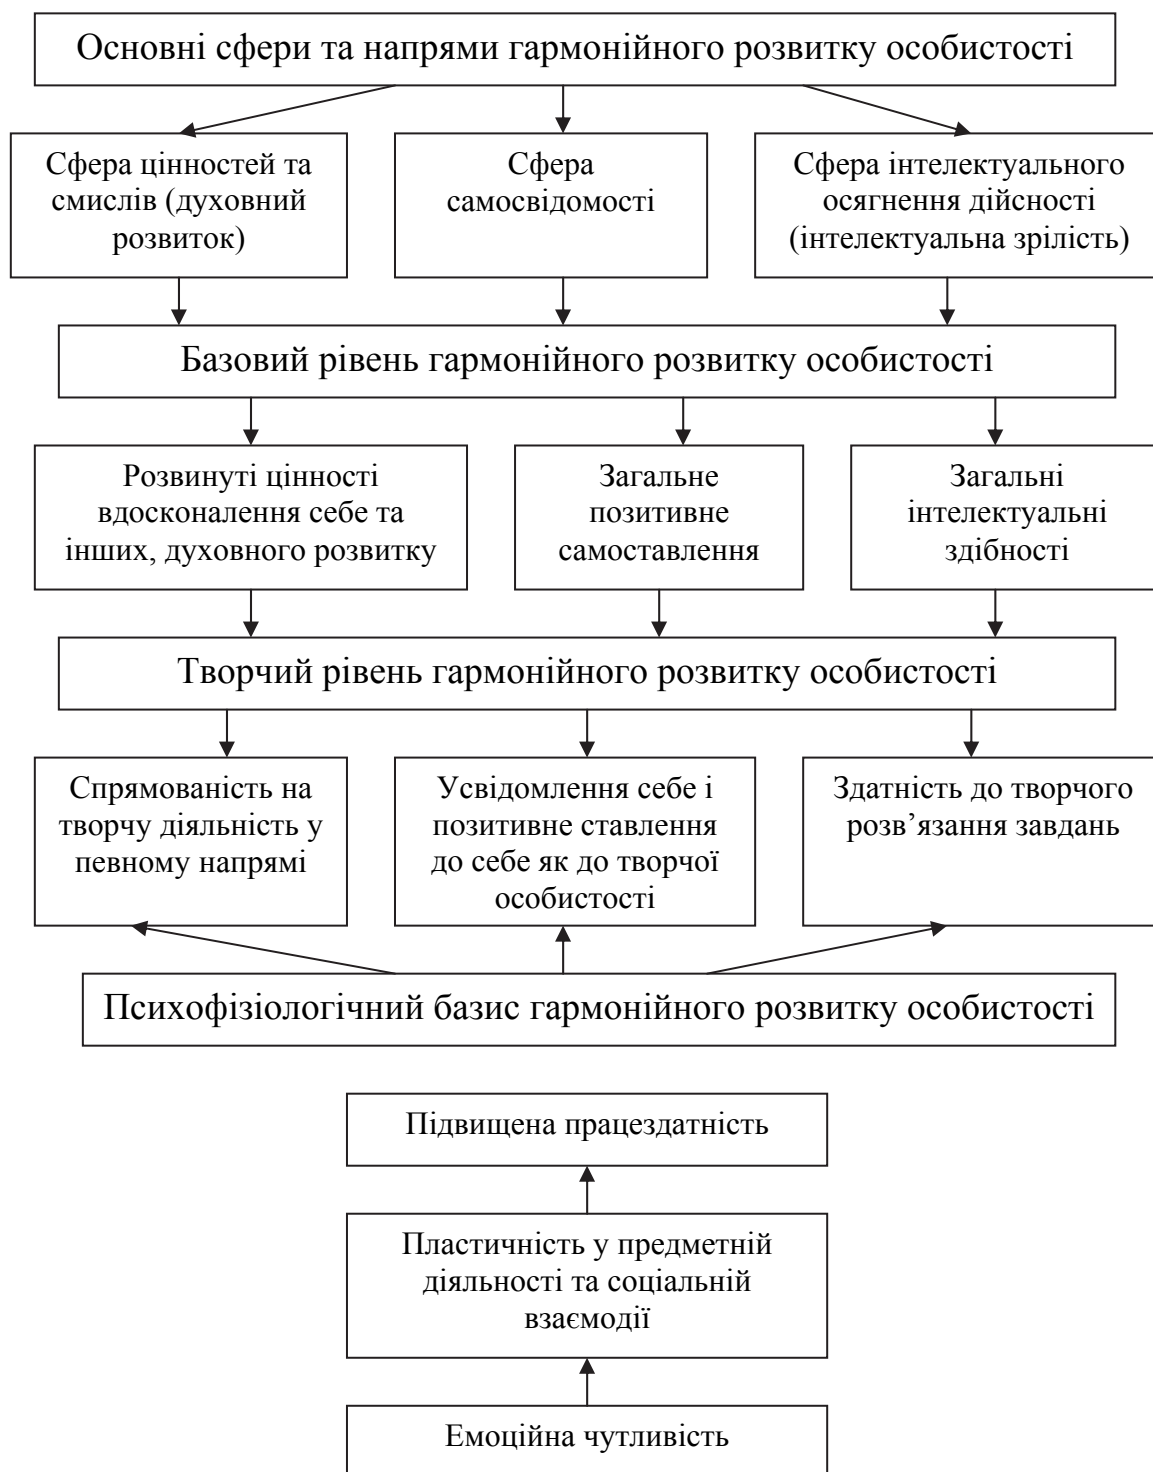 Основні сфери та напрями гармонійного розвитку особистості
Сфера цінностей та
смислів (духовний
розвиток)
Сфера
самосвідомості
Сфера інтелектуального
осягнення дійсності
(інтелектуальна зрілість)
Базовий рівень гармонійного розвитку особистості
Розвинуті цінності
вдосконалення себе та
інших, духовного розвитку
Загальне
позитивне
самоставлення
Загальні
інтелектуальні
здібності
Творчий рівень гармонійного розвитку особистості
Спрямованість на
творчу діяльність у
певному напрямі
Усвідомлення себе і
позитивне ставлення
до себе як до творчої
особистості
Здатність до творчого
розв’язання завдань
Психофізіологічний базис гармонійного розвитку особистості
Підвищена працездатність
Пластичність у предметній
діяльності та соціальній
взаємодії
Емоційна чутливість